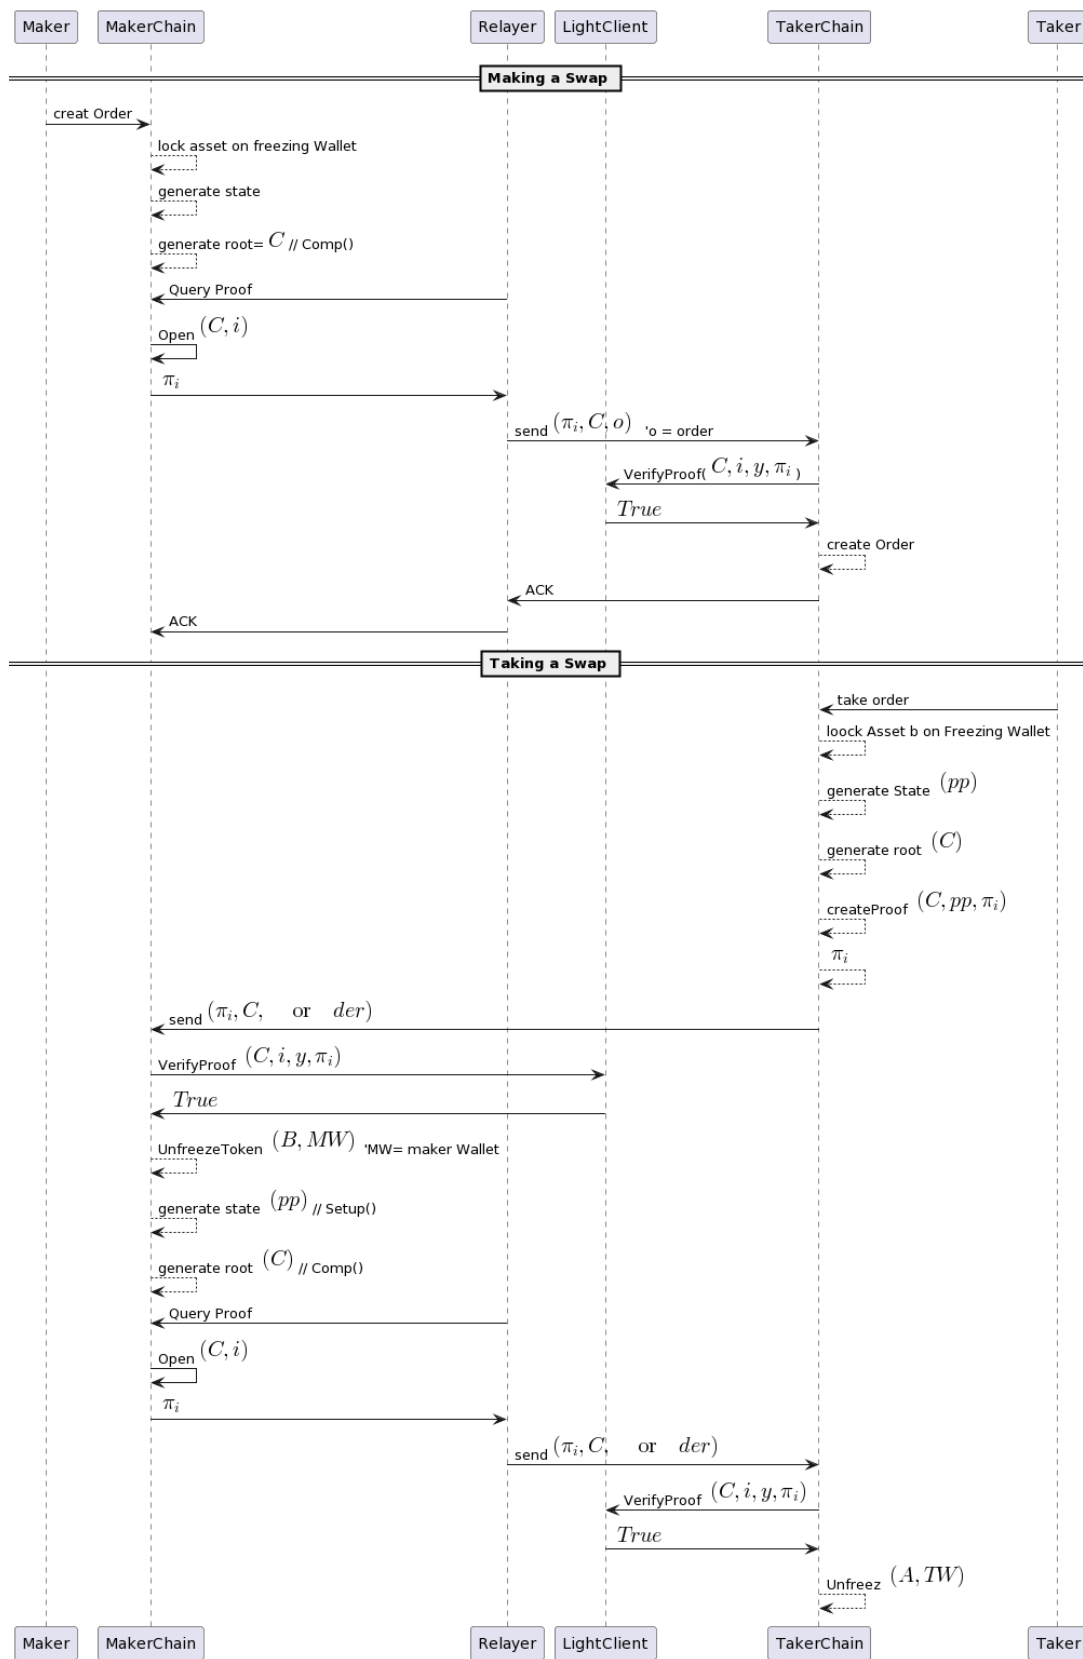 Maker MakerChain Relayer LightClient TakerChain Taker
Making a Swap
creat Order
lock asset on freezing Wallet
generate state
generate root= C // Comp()
Query Proof
Open (C, i)
π_i
send (π_i, C, o) 'o = order
VerifyProof( C, i, y, π_i )
True
create Order
ACK
ACK
Taking a Swap
take order
loock Asset b on Freezing Wallet
generate State (pp)
generate root (C)
createProof (C, pp, π_i)
π_i
send (π_i, C, or der)
VerifyProof (C, i, y, π_i)
True
UnfreezeToken (B, MW) 'MW= maker Wallet
generate state (pp) // Setup()
generate root (C) // Comp()
Query Proof
Open (C, i)
π_i
send (π_i, C, or der)
VerifyProof (C, i, y, π_i)
True
Unfreez (A, TW)
Maker MakerChain Relayer LightClient TakerChain Taker